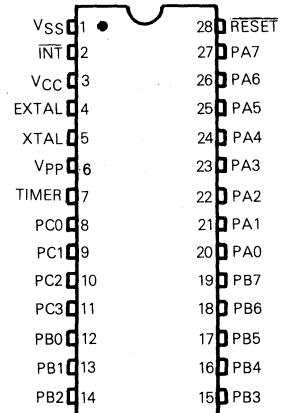 VSS 1 28 RESET
INT 2 27 PA7
VCC 3 26 PA6
EXTAL 4 25 PA5
XTAL 5 24 PA4
VPP 6 23 PA3
TIMER 7 22 PA2
PC0 8 21 PA1
PC1 9 20 PA0
PC2 10 19 PB7
PC3 11 18 PB6
PB0 12 17 PB5
PB1 13 16 PB4
PB2 14 15 PB3